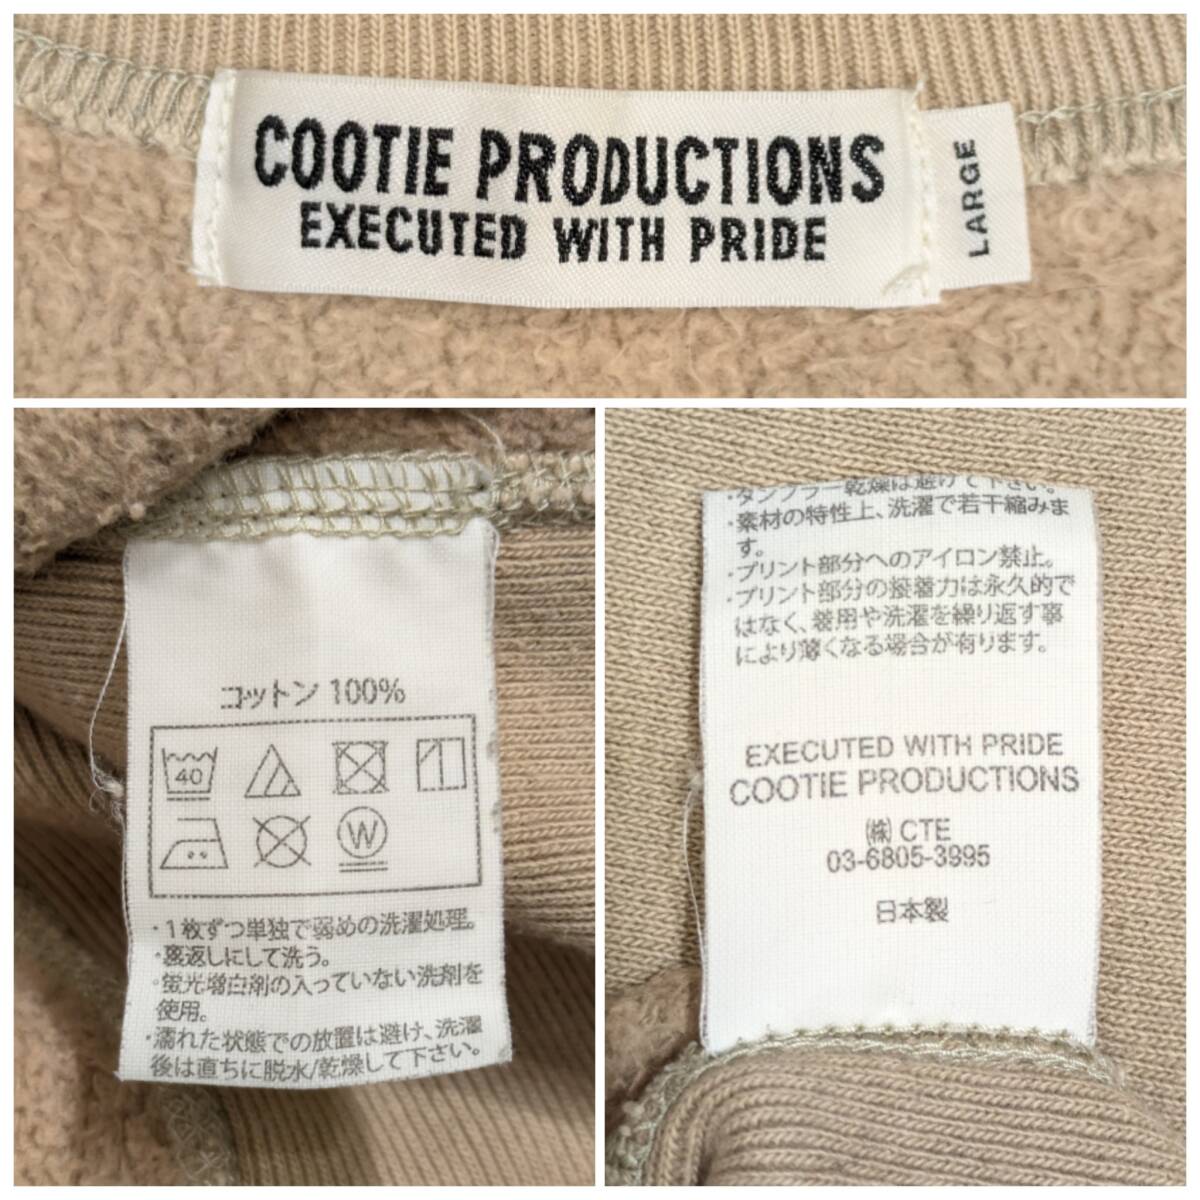 COOTIE PRODUCTIONS
EXECUTED WITH PRIDE
LARGE
コットン 100%
40
W
・1枚ずつ単独で弱めの洗濯処理。
・裏返しにして洗う。
・蛍光増白剤の入っていない洗剤を
使用。
・濡れた状態での放置は避け、洗濯
後は直ちに脱水/乾燥して下さい。
・タンブラー乾燥は避けて下さい。
・素材の特性上、洗濯で若干縮みま
す。
・プリント部分へのアイロン禁止。
・プリント部分の接着力は永久的で
はなく、着用や洗濯を繰り返す事
により薄くなる場合が有ります。
EXECUTED WITH PRIDE
COOTIE PRODUCTIONS
㈱ CTE
03-6805-3995
日本製